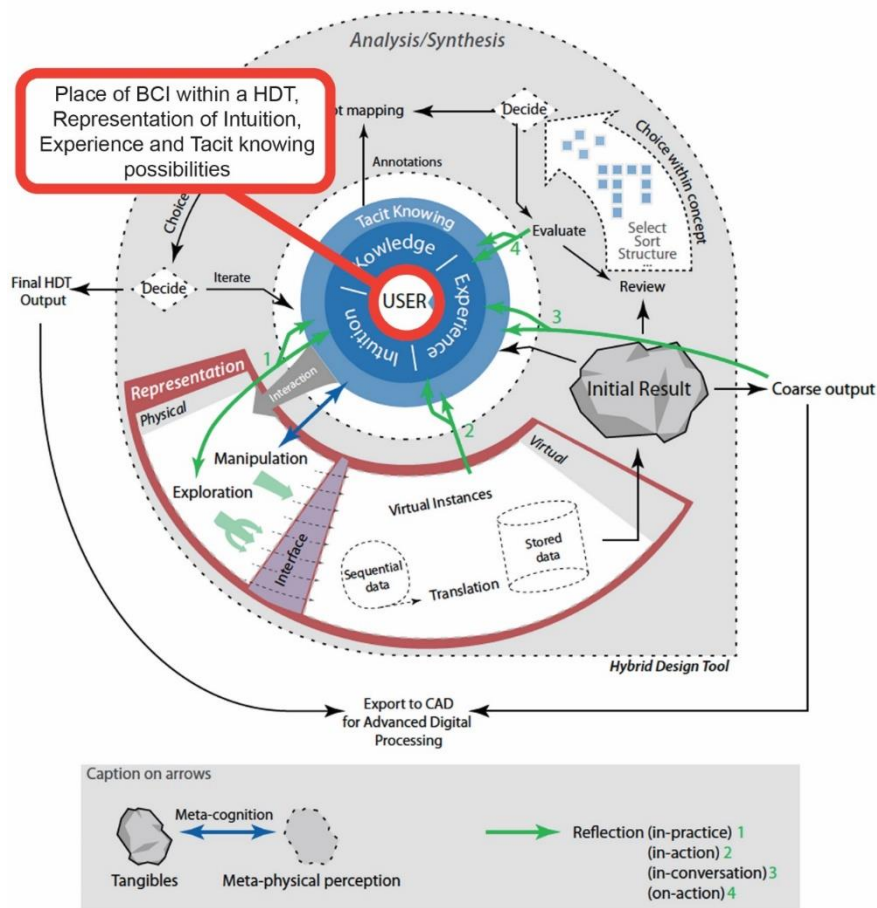 Analysis/Synthesis
Place of BCI within a HDT,
Representation of Intuition,
Experience and Tacit knowing
possibilities
mapping
Decide
Annotations
Choice within concept
Select
Sort
Structure
...
Choice
Tacit Knowing
Knowledge
Experience
Intuition
USER
4
Evaluate
Review
Final HDT
Output
Decide
Iterate
3
1
Initial Result
Coarse output
Representation
Physical
Interaction
2
Virtual
Manipulation
Exploration
Interface
Virtual Instances
Sequential
data
Stored
data
Translation
Hybrid Design Tool
Export to CAD
for Advanced Digital
Processing
Caption on arrows
Meta-cognition
Tangibles
Meta-physical perception
Reflection (in-practice) 1
(in-action) 2
(in-conversation) 3
(on-action) 4